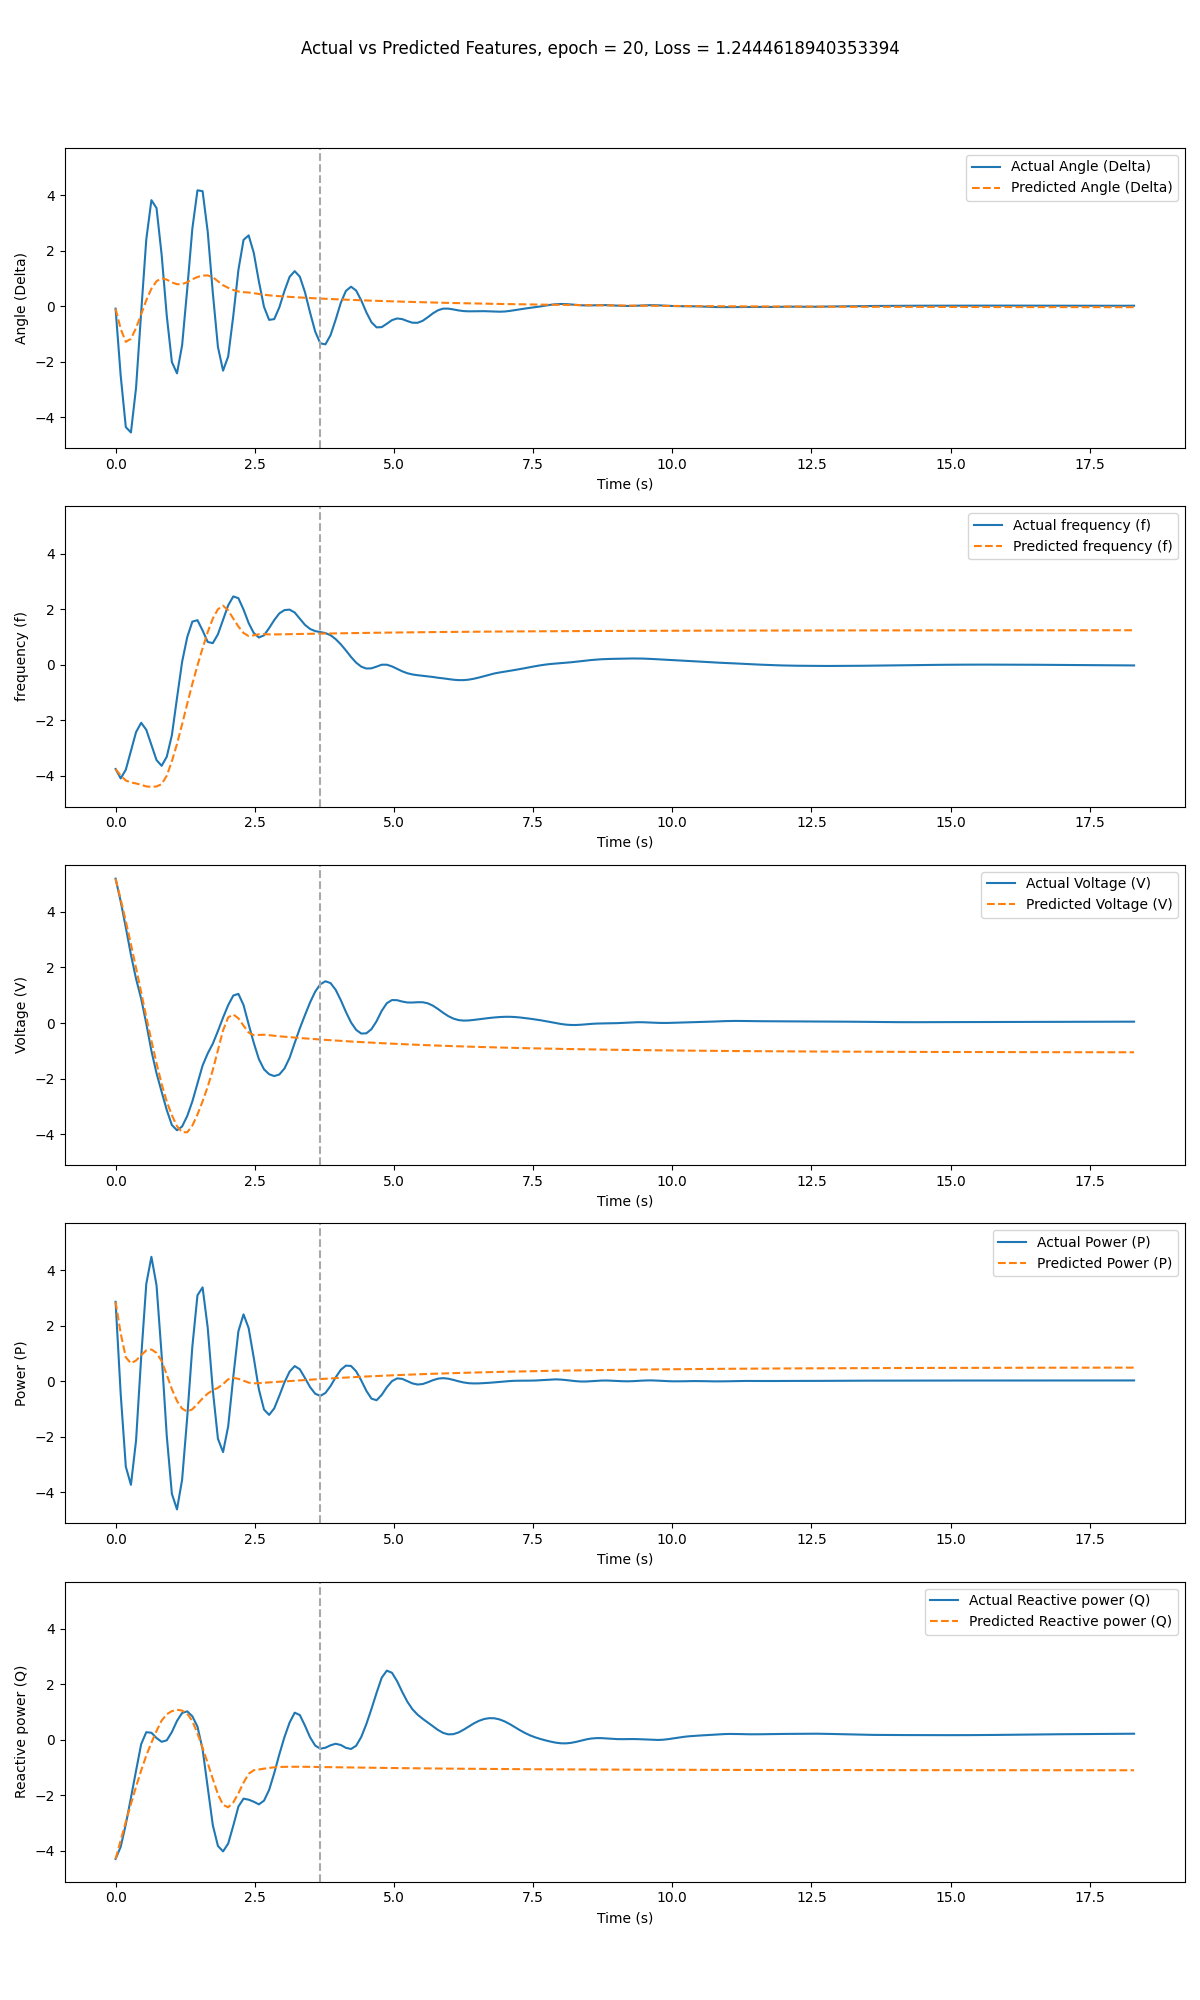 Actual vs Predicted Features, epoch = 20, Loss = 1.2444618940353394
Actual Angle (Delta)
Predicted Angle (Delta)
Angle (Delta)
4
2
0
−2
−4
0.0 2.5 5.0 7.5 10.0 12.5 15.0 17.5
Time (s)
Actual frequency (f)
Predicted frequency (f)
frequency (f)
4
2
0
−2
−4
0.0 2.5 5.0 7.5 10.0 12.5 15.0 17.5
Time (s)
Actual Voltage (V)
Predicted Voltage (V)
Voltage (V)
4
2
0
−2
−4
0.0 2.5 5.0 7.5 10.0 12.5 15.0 17.5
Time (s)
Actual Power (P)
Predicted Power (P)
Power (P)
4
2
0
−2
−4
0.0 2.5 5.0 7.5 10.0 12.5 15.0 17.5
Time (s)
Actual Reactive power (Q)
Predicted Reactive power (Q)
Reactive power (Q)
4
2
0
−2
−4
0.0 2.5 5.0 7.5 10.0 12.5 15.0 17.5
Time (s)